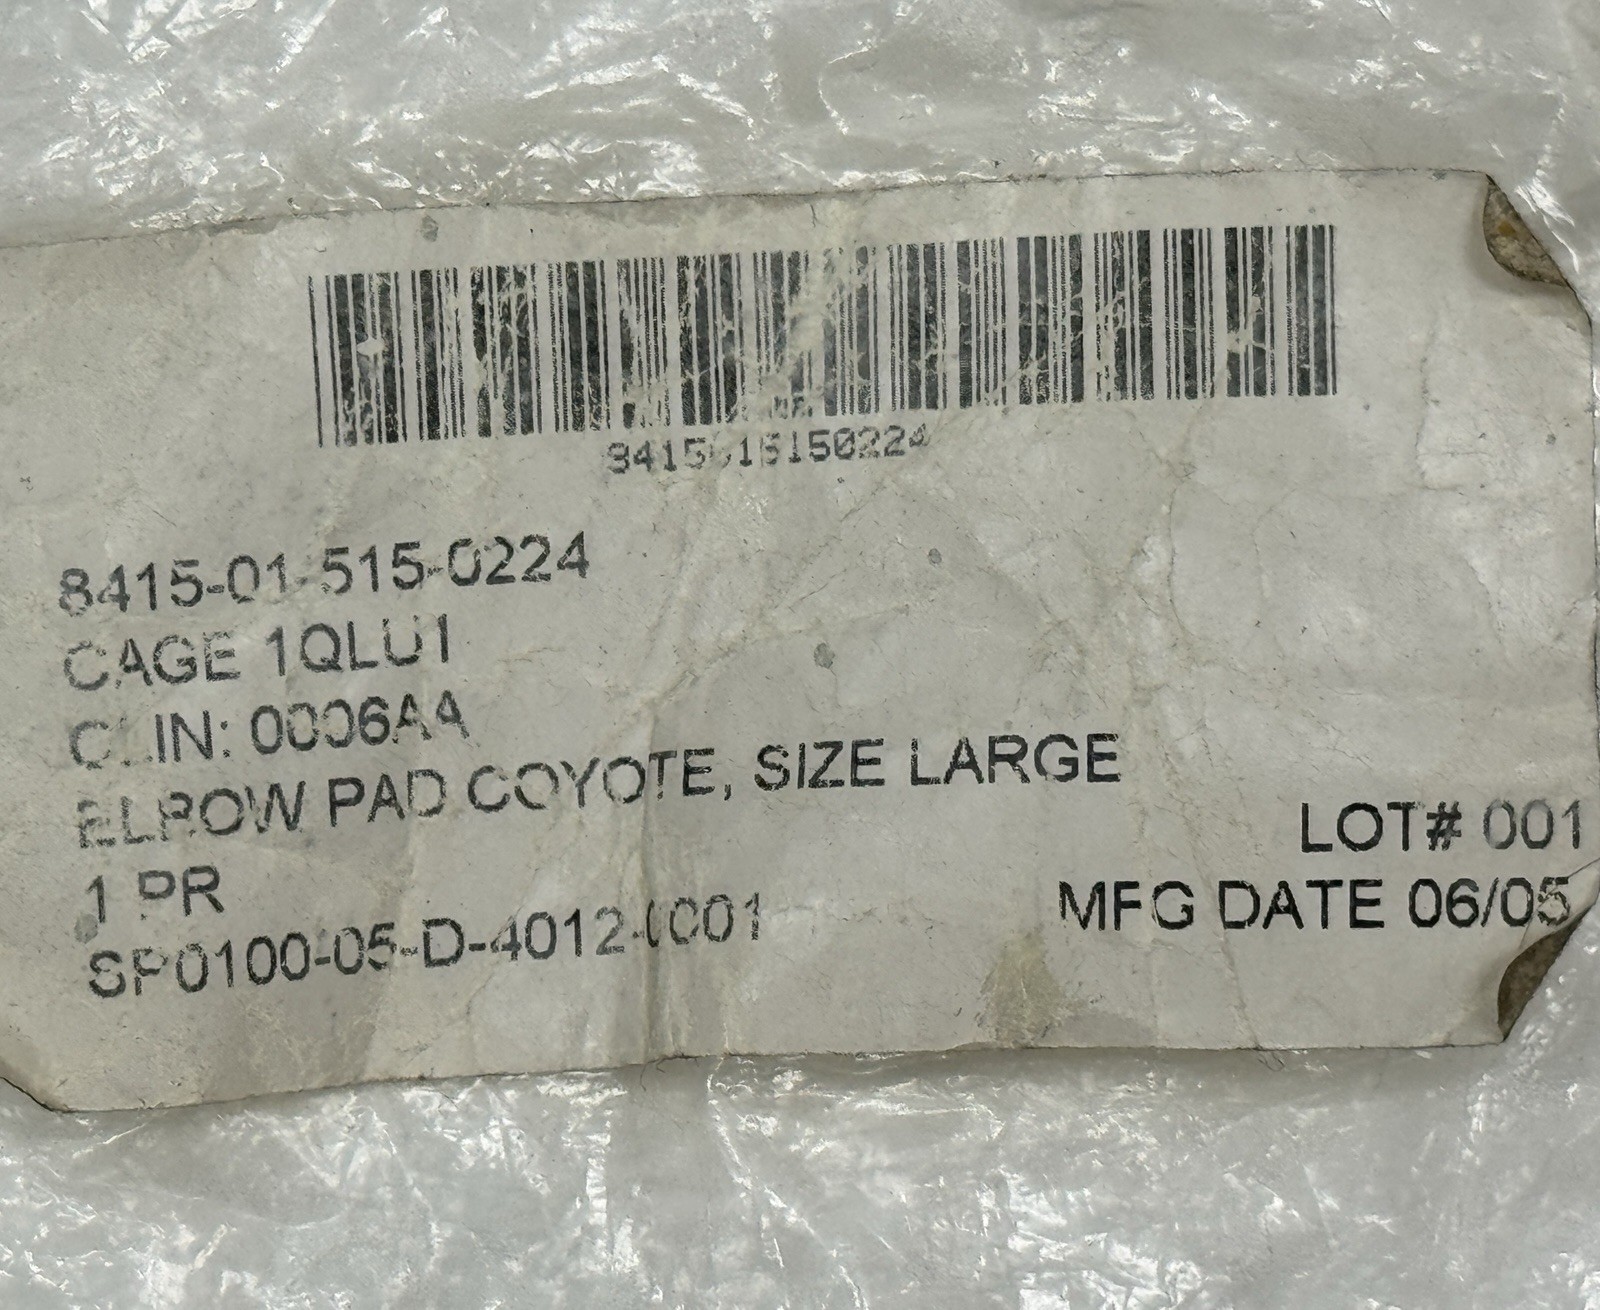 8415015150224
8415-01-515-0224
CAGE 1QLU1
CLIN: 0006AA
ELBOW PAD COYOTE, SIZE LARGE
1 PR
SP0100-05-D-4012-0001
LOT# 001
MFG DATE 06/05